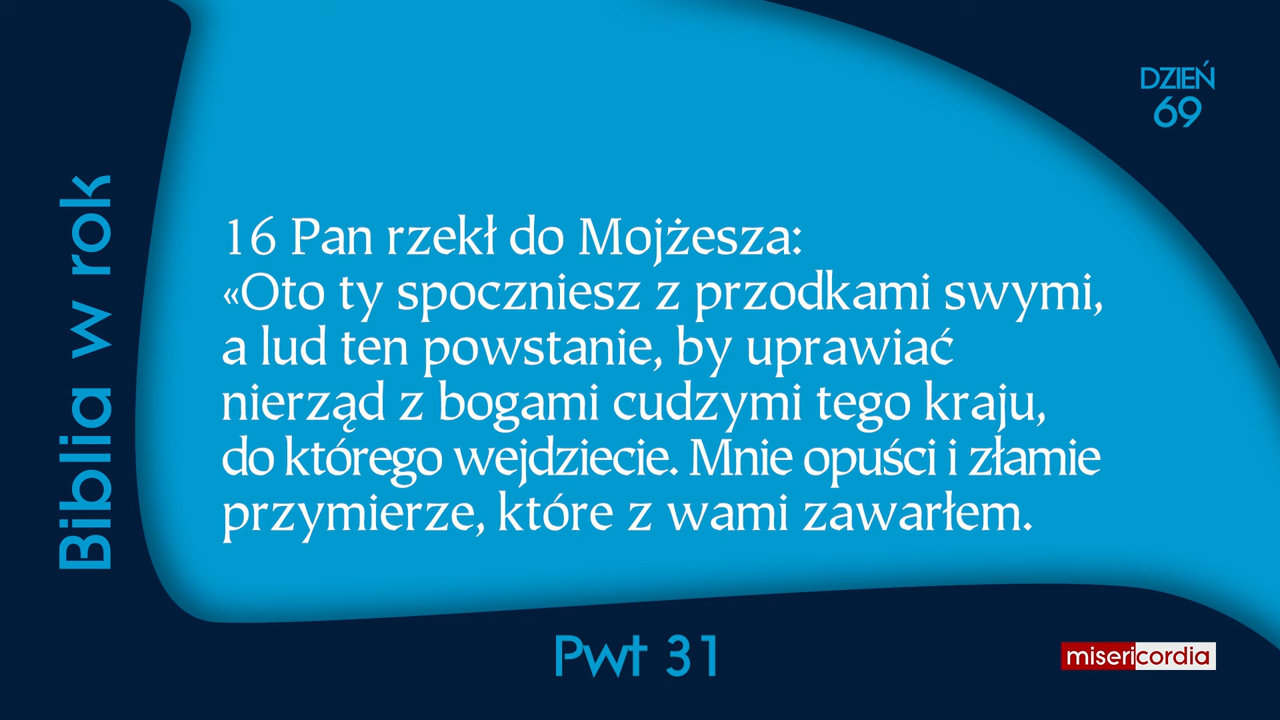 DZIEŃ
69
Biblia w rok
16 Pan rzekł do Mojżesza:
«Oto ty spoczniesz z przodkami swymi,
a lud ten powstanie, by uprawiać
nierząd z bogami cudzymi tego kraju,
do którego wejdziecie. Mnie opuści i złamie
przymierze, które z wami zawarłem.
Pwt 31
misericordia